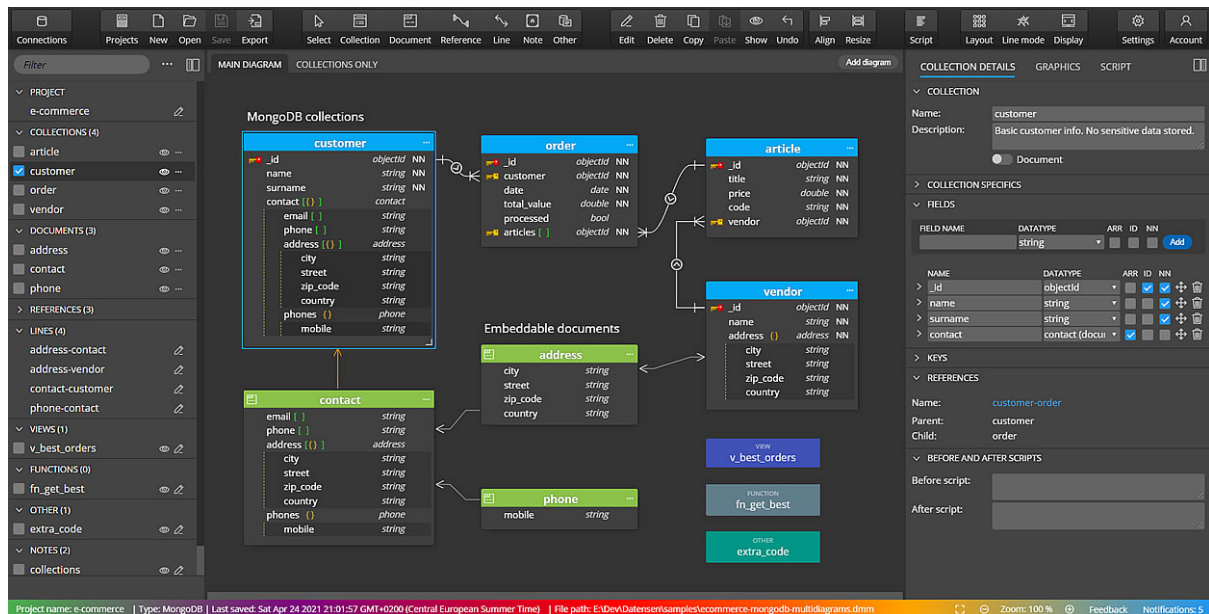 Connections Projects New Open Save Export Select Collection Document Reference Line Note Other Edit Delete Copy Paste Show Undo Align Resize Script Layout Line mode Display Settings Account
Filter
PROJECT
e-commerce
COLLECTIONS (4)
article
customer
order
vendor
DOCUMENTS (3)
address
contact
phone
REFERENCES (3)
LINES (4)
address-contact
address-vendor
contact-customer
phone-contact
VIEWS (1)
v_best_orders
FUNCTIONS (0)
fn_get_best
OTHER (1)
extra_code
NOTES (2)
collections
MAIN DIAGRAM COLLECTIONS ONLY Add diagram
MongoDB collections
customer
_id objectId NN
name string NN
surname string NN
contact [{} ] contact
email [ ] string
phone [ ] string
address [{} ] address
city string
street string
zip_code string
country string
phones {} phone
mobile string
order
_id objectId NN
customer objectId NN
date date NN
total_value double NN
processed bool
articles [ ] objectId NN
article
_id objectId NN
title string NN
price double NN
code string NN
vendor objectId NN
vendor
_id objectId NN
name string NN
address {} address NN
city string
street string
zip_code string
country string
Embeddable documents
address
city string
street string
zip_code string
country string
contact
email [ ] string
phone [ ] string
address [{} ] address
city string
street string
zip_code string
country string
phones {} phone
mobile string
phone
mobile string
VIEW
v_best_orders
FUNCTION
fn_get_best
OTHER
extra_code
COLLECTION DETAILS GRAPHICS SCRIPT
COLLECTION
Name: customer
Description: Basic customer info. No sensitive data stored.
Document
COLLECTION SPECIFICS
FIELDS
FIELD NAME DATATYPE ARR ID NN
string Add
NAME DATATYPE ARR ID NN
_id objectId
name string
surname string
contact contact (docu
KEYS
REFERENCES
Name: customer-order
Parent: customer
Child: order
BEFORE AND AFTER SCRIPTS
Before script:
After script:
Project name: e-commerce | Type: MongoDB | Last saved: Sat Apr 24 2021 21:01:57 GMT+0200 (Central European Summer Time) | File path: E:\Dev\Datensen\samples\ecommerce-mongodb-multidiagrams.dmm Zoom: 100 % Feedback Notifications: 5